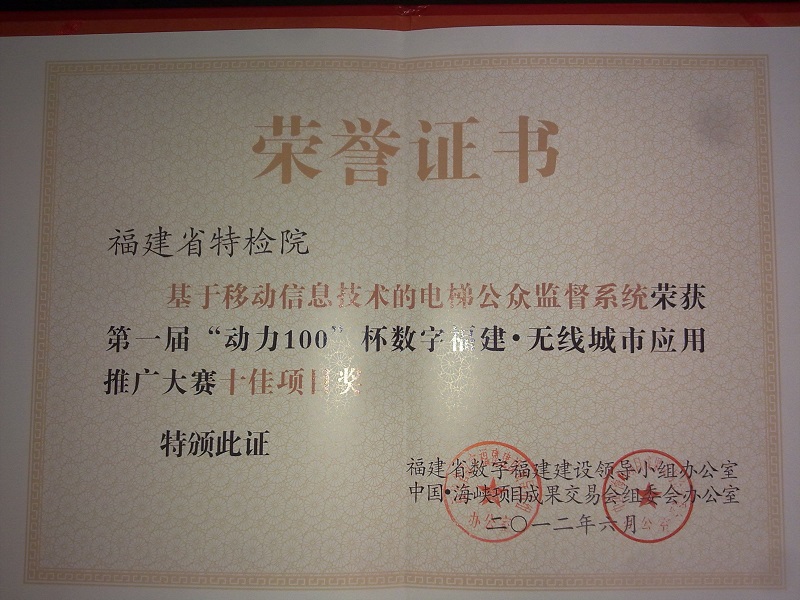 荣誉证书
福建省特检院
基于移动信息技术的电梯公众监督系统荣获
第一届“动力100”杯数字福建·无线城市应用
推广大赛十佳项目奖
特颁此证
福建省数字福建建设领导小组办公室
中国·海峡项目成果交易会组委会办公室
二〇一二年六月
办公室
公室